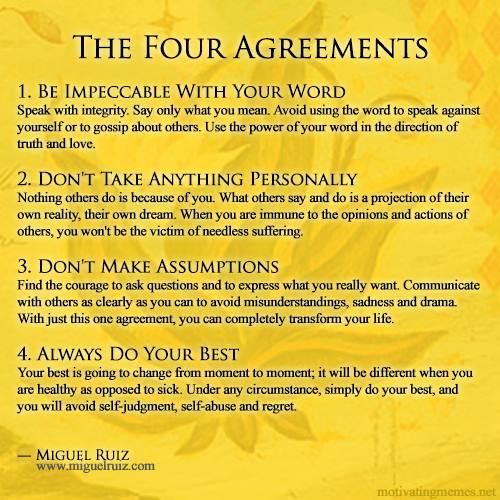 The Four Agreements
1. Be Impeccable With Your Word
Speak with integrity. Say only what you mean. Avoid using the word to speak against
yourself or to gossip about others. Use the power of your word in the direction of
truth and love.
2. Don't Take Anything Personally
Nothing others do is because of you. What others say and do is a projection of their
own reality, their own dream. When you are immune to the opinions and actions of
others, you won't be the victim of needless suffering.
3. Don't Make Assumptions
Find the courage to ask questions and to express what you really want. Communicate
with others as clearly as you can to avoid misunderstandings, sadness and drama.
With just this one agreement, you can completely transform your life.
4. Always Do Your Best
Your best is going to change from moment to moment; it will be different when you
are healthy as opposed to sick. Under any circumstance, simply do your best, and
you will avoid self-judgment, self-abuse and regret.
— Miguel Ruiz
www.miguelruiz.com
motivatingmemes.net